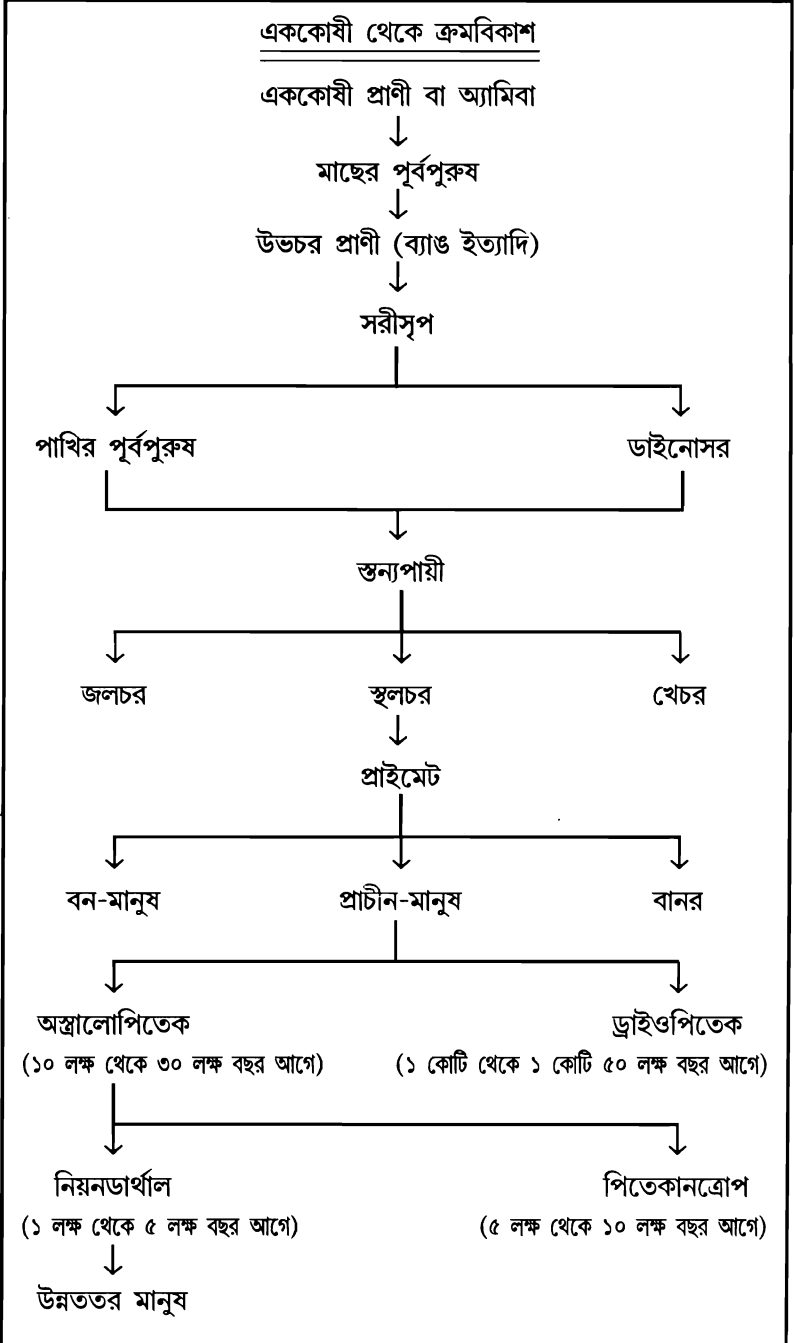 এককোষী থেকে ক্রমবিকাশ
এককোষী প্রাণী বা অ্যামিবা
মাছের পূর্বপুরুষ
উভচর প্রাণী (ব্যাঙ ইত্যাদি)
সরীসৃপ
পাখির পূর্বপুরুষ ডাইনোসর
স্তন্যপায়ী
জলচর স্থলচর খেচর
প্রাইমেট
বন-মানুষ প্রাচীন-মানুষ বানর
অস্ত্রালোপিতেক ড্রাইওপিতেক
(১০ লক্ষ থেকে ৩০ লক্ষ বছর আগে) (১ কোটি থেকে ১ কোটি ৫০ লক্ষ বছর আগে)
নিয়নডার্থাল পিতেকানত্রোপ
(১ লক্ষ থেকে ৫ লক্ষ বছর আগে) (৫ লক্ষ থেকে ১০ লক্ষ বছর আগে)
উন্নততর মানুষ